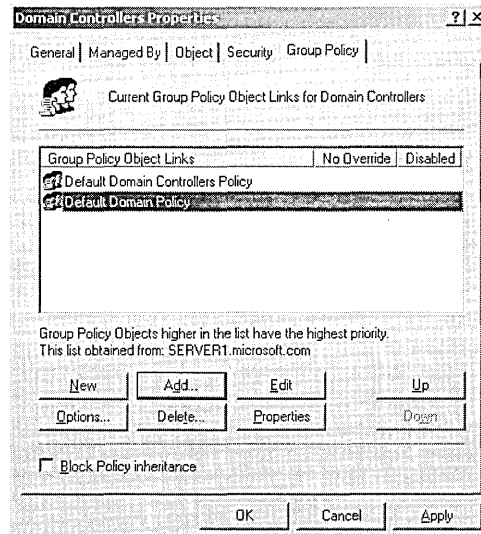 Domain Controllers Properties ? ×
General Managed By Object Security Group Policy
Current Group Policy Object Links for Domain Controllers
Group Policy Object Links No Override Disabled
Default Domain Controllers Policy
Default Domain Policy
Group Policy Objects higher in the list have the highest priority.
This list obtained from: SERVER1.microsoft.com
New Add... Edit Up
Options... Delete... Properties Down
Block Policy inheritance
OK Cancel Apply